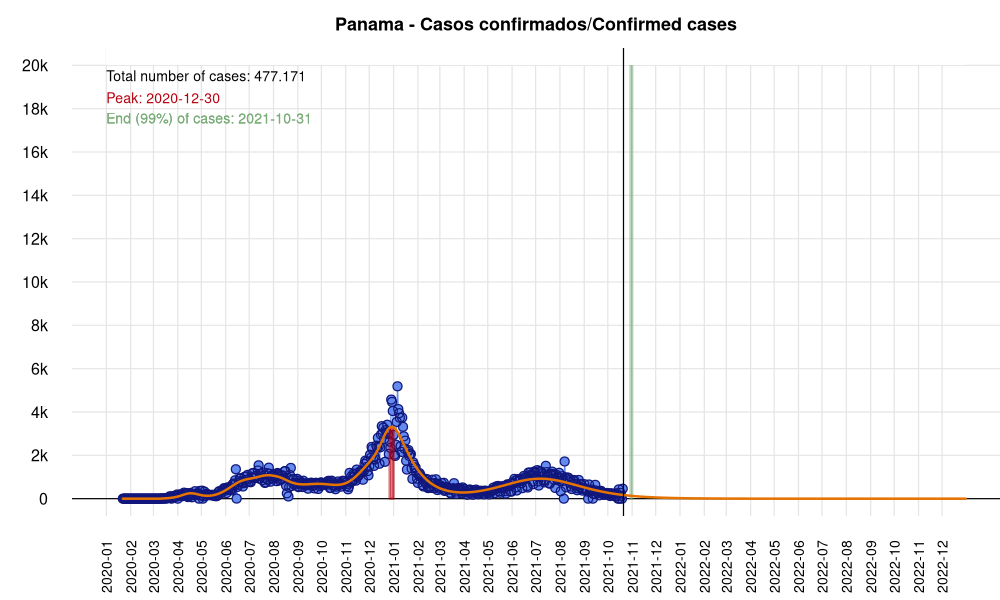 Panama - Casos confirmados/Confirmed cases
20k
Total number of cases: 477.171
Peak: 2020-12-30
18k
End (99%) of cases: 2021-10-31
16k
14k
12k
10k
8k
6k
4k
2k
0
2020-01
2020-02
2020-03
2020-04
2020-05
2020-06
2020-07
2020-08
2020-09
2020-10
2020-11
2020-12
2021-01
2021-02
2021-03
2021-04
2021-05
2021-06
2021-07
2021-08
2021-09
2021-10
2021-11
2021-12
2022-01
2022-02
2022-03
2022-04
2022-05
2022-06
2022-07
2022-08
2022-09
2022-10
2022-11
2022-12